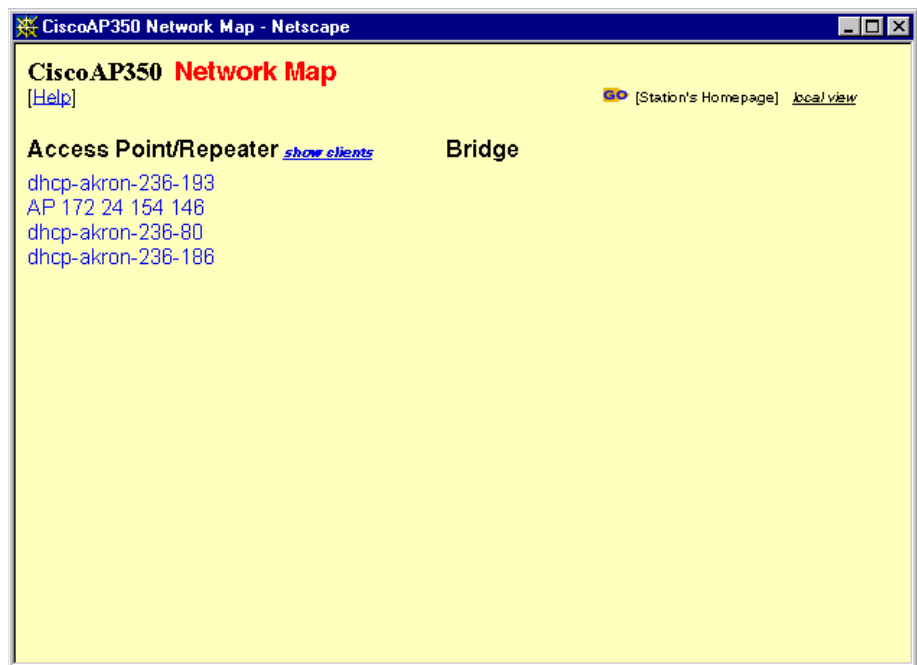 CiscoAP350 Network Map - Netscape
CiscoAP350 Network Map
[Help]
GO [Station's Homepage] local view
Access Point/Repeater show clients Bridge
dhcp-akron-236-193
AP 172 24 154 146
dhcp-akron-236-80
dhcp-akron-236-186